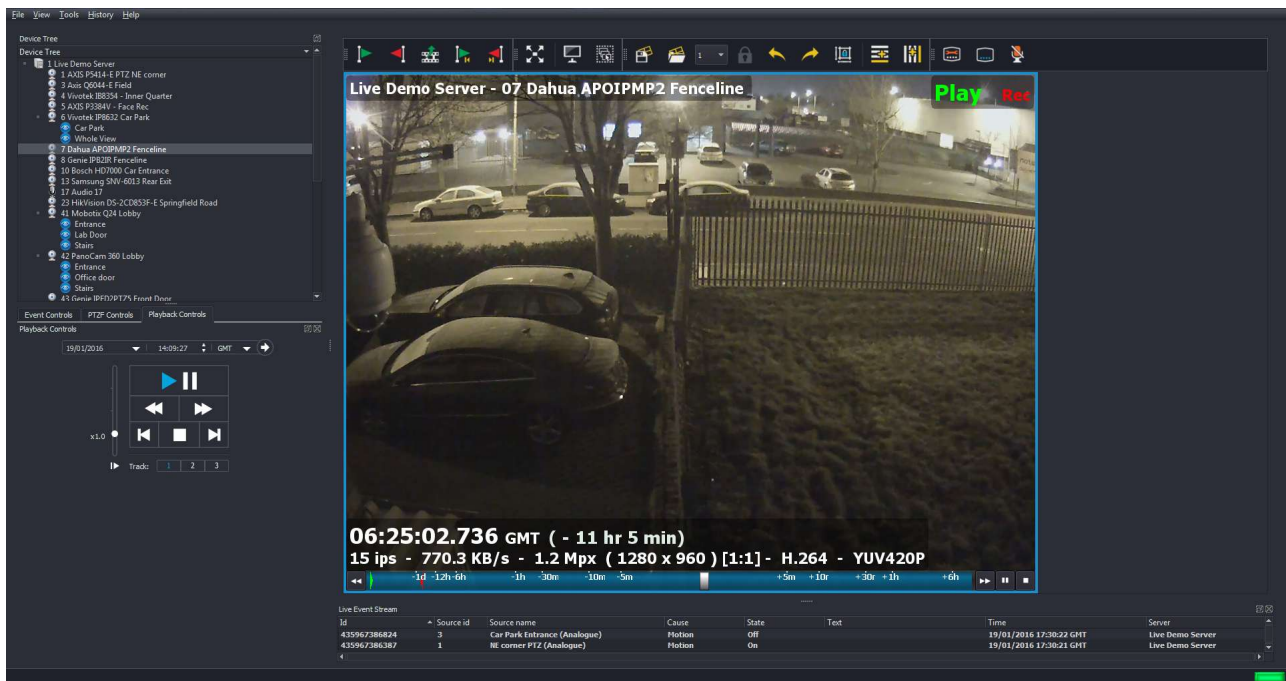 File View Tools History Help
Device Tree
Device Tree
1 Live Demo Server
1 AXIS P5414-E PTZ NE corner
3 Axis Q6044-E Field
4 Vivotek IB8354 - Inner Quarter
5 AXIS P3384V - Face Rec
6 Vivotek IP8632 Car Park
Car Park
Whole View
7 Dahua APOIPMP2 Fenceline
8 Genie IPB2IR Fenceline
10 Bosch HD7000 Car Entrance
13 Samsung SNV-6013 Rear Exit
17 Audio 17
23 HikVision DS-2CD853F-E Springfield Road
41 Mobotix Q24 Lobby
Entrance
Lab Door
Stairs
42 PanoCam 360 Lobby
Entrance
Office door
Stairs
43 Genie IPFD2PTZ5 Front Door
Event Controls PTZF Controls Playback Controls
Playback Controls
19/01/2016 14:09:27 GMT
x1.0
Track: 1 2 3
1
Live Demo Server - 07 Dahua APOIPMP2 Fenceline
Play Rec
06:25:02.736 GMT ( - 11 hr 5 min)
15 ips - 770.3 KB/s - 1.2 Mpx ( 1280 x 960 ) [1:1] - H.264 - YUV420P
-1d -12h -6h -1h -30m -10m -5m +5m +10m +30m +1h +6h
Live Event Stream
Id Source id Source name Cause State Text Time Server
435967386824 3 Car Park Entrance (Analogue) Motion Off 19/01/2016 17:30:22 GMT Live Demo Server
435967386387 1 NE corner PTZ (Analogue) Motion On 19/01/2016 17:30:21 GMT Live Demo Server